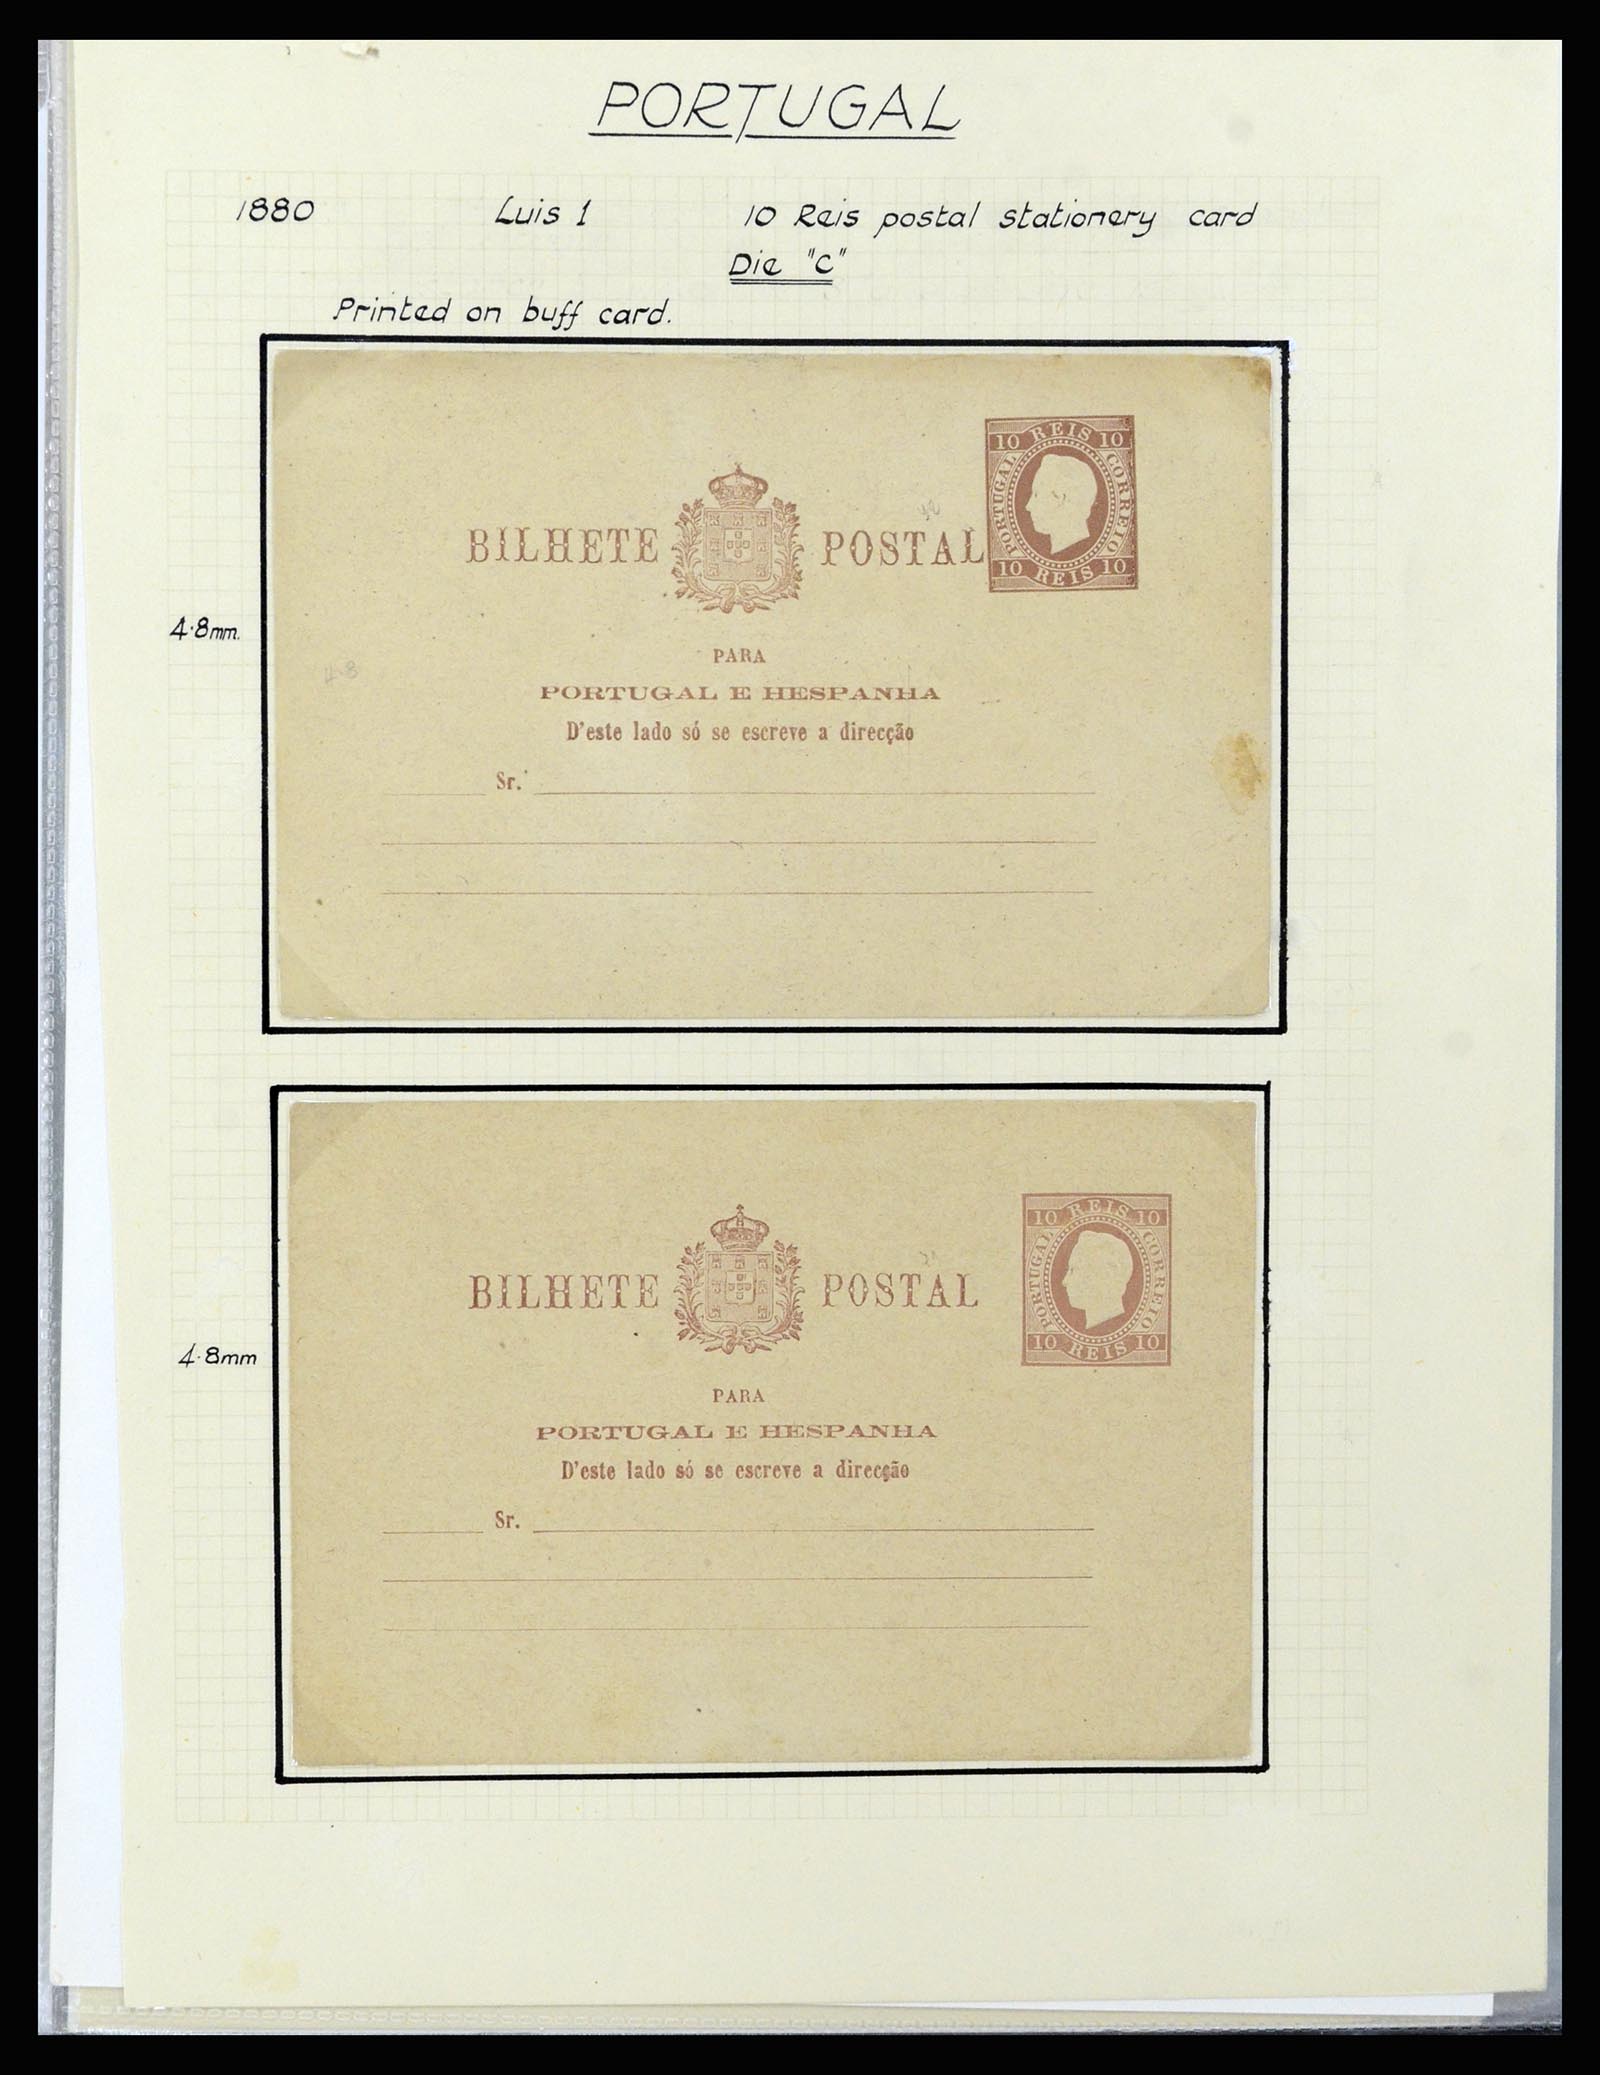 PORTUGAL
1880 Luis 1 10 Reis postal stationery card
Die "C"
Printed on buff card.
10 REIS 10
PORTUGAL CORREIO
10 REIS 10
BILHETE POSTAL
4.8mm.
PARA
4.8
PORTUGAL E HESPANHA
D'este lado só se escreve a direcção
Sr.
10 REIS 10
PORTUGAL CORREIO
10 REIS 10
BILHETE POSTAL
4.8mm
PARA
PORTUGAL E HESPANHA
D'este lado só se escreve a direcção
Sr.